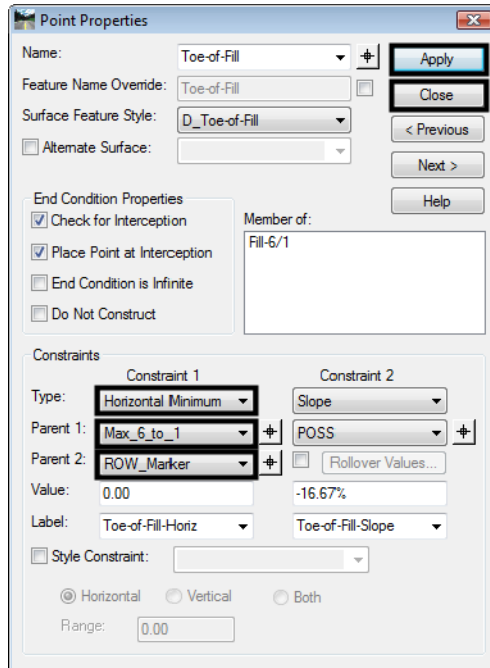 Point Properties
Name: Toe-of-Fill Apply
Feature Name Override: Toe-of-Fill Close
Surface Feature Style: D_Toe-of-Fill < Previous
Alternate Surface: Next >
Help
End Condition Properties
Check for Interception
Place Point at Interception
End Condition is Infinite
Do Not Construct
Member of:
Fill-6/1
Constraints
Constraint 1 Constraint 2
Type: Horizontal Minimum Slope
Parent 1: Max_6_to_1 POSS
Parent 2: ROW_Marker Rollover Values...
Value: 0.00 -16.67%
Label: Toe-of-Fill-Horiz Toe-of-Fill-Slope
Style Constraint:
Horizontal Vertical Both
Range: 0.00